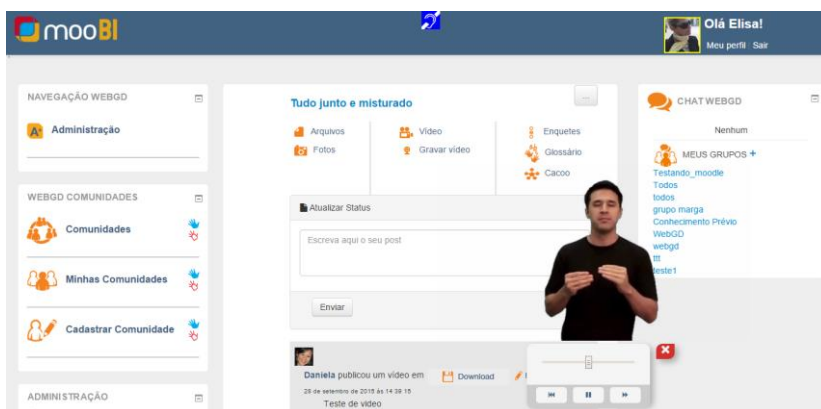 mooBI
Olá Elisa!
Meu perfil Sair
NAVEGAÇÃO WEBGD
A+ Administração
WEBGD COMUNIDADES
Comunidades
Minhas Comunidades
Cadastrar Comunidade
ADMINISTRAÇÃO
Tudo junto e misturado
...
Arquivos
Fotos
Vídeo
Gravar vídeo
Enquetes
Glossário
Cacoo
Atualizar Status
Escreva aqui o seu post
Enviar
Daniela publicou um vídeo em
Download
28 de setembro de 2015 às 14:39:15
Teste de vídeo
CHAT WEBGD
Nenhum
MEUS GRUPOS +
Testando_moodle
Todos
todos
grupo marga
Conhecimento Prévio
WebGD
webgd
ttt
teste1